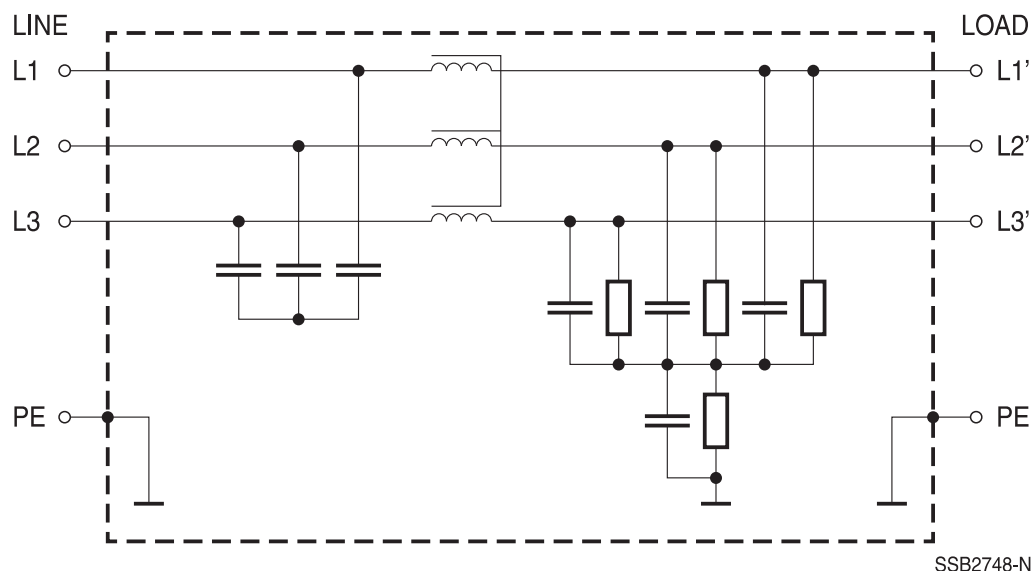 LINE LOAD
L1 L1'
L2 L2'
L3 L3'
PE PE
SSB2748-N